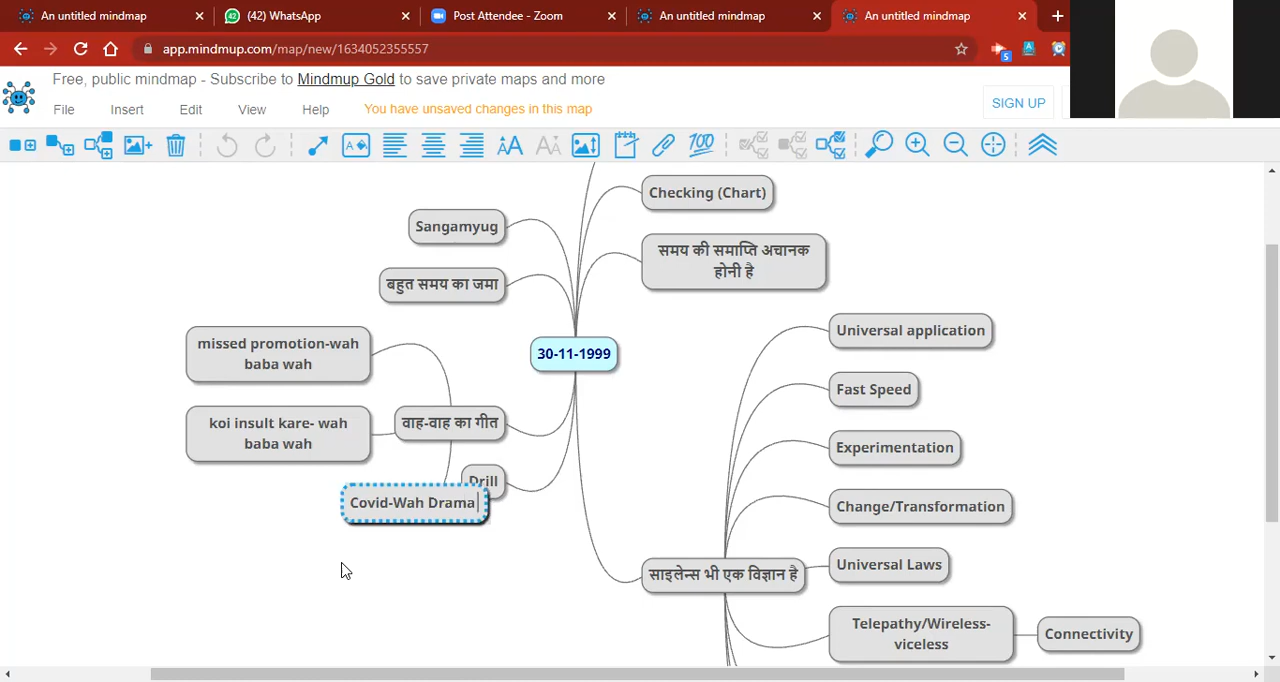 An untitled mindmap
(42) WhatsApp
Post Attendee - Zoom
An untitled mindmap
An untitled mindmap
app.mindmup.com/map/new/1634052355557
Free, public mindmap - Subscribe to Mindmup Gold to save private maps and more
File Insert Edit View Help You have unsaved changes in this map
SIGN UP
Checking (Chart)
Sangamyug
समय की समाप्ति अचानक
होनी है
बहुत समय का जमा
30-11-1999
missed promotion-wah
baba wah
Universal application
Fast Speed
koi insult kare- wah
baba wah
वाह-वाह का गीत
Experimentation
Drill
Covid-Wah Drama
Change/Transformation
साइलेन्स भी एक विज्ञान है
Universal Laws
Telepathy/Wireless-
viceless
Connectivity